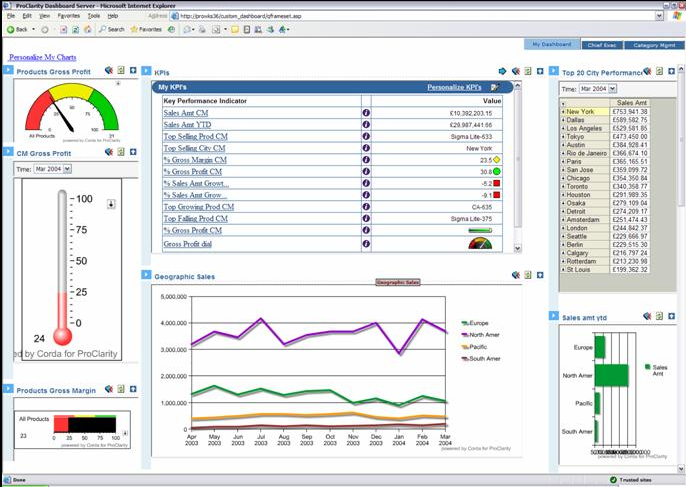 ProClarity Dashboard Server - Microsoft Internet Explorer
File Edit View Favorites Tools Help Address http://prowks36/custom_dashboard/qframeset.asp
Back Search Favorites
My Dashboard Chief Exec Category Mgmt
Personalize My Charts
Products Gross Profit
0 100
All Products 31
powered by Corda for ProClarity
CM Gross Profit
Time: Mar 2004
100
75
50
25
0
24
ed by Corda for ProClarity
Products Gross Margin
All Products
0 20 40 60 80 100
23
powered by Corda for ProClarity
KPIs
My KPI's Personalize KPI's
Key Performance Indicator Value
Sales Amt CM £10,392,203.15
Sales Amt YTD £29,987,441.65
Top Selling Prod CM Sigma Lite-633
Top Selling City CM New York
% Gross Margin CM 23.5
% Gross Profit CM 30.8
% Sales Amt Growt... -5.2
% Sales Amt Grow... -9.1
Top Growing Prod CM CA-635
Top Falling Prod CM Sigma Lite-375
% Gross Profit CM
Gross Profit dial
Geographic Sales
Geographic Sales
6,000,000
4,000,000
3,000,000
2,000,000
1,000,000
0
Apr 2003 May 2003 Jun 2003 Jul 2003 Aug 2003 Sep 2003 Oct 2003 Nov 2003 Dec 2003 Jan 2004 Feb 2004 Mar 2004
Europe
North Amer
Pacific
South Amer
powered by Corda for ProClarity
Top 20 City Performance
Time: Mar 2004
Sales Amt
New York £753,941.38
Dallas £589,582.75
Los Angeles £529,581.85
Tokyo £473,450.00
Austin £384,928.41
Rio de Janeiro £366,574.10
Paris £365,165.51
San Jose £359,099.72
Chicago £354,350.84
Toronto £340,358.77
Houston £291,989.35
Osaka £279,109.04
Detroit £274,209.17
Amsterdam £251,474.43
London £244,842.37
Seattle £229,666.97
Berlin £229,515.30
Calgary £216,797.24
Rotterdam £213,230.98
St Louis £199,362.32
Sales amt ytd
Europe
North Amer
Pacific
South Amer
Sales Amt
powered by Corda for ProClarity
Done Trusted sites